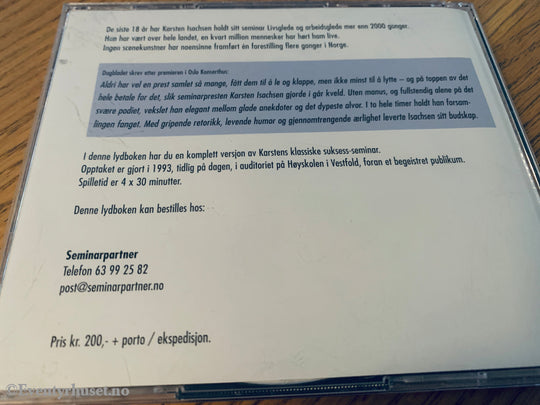 De siste 18 år har Karsten Isachsen holdt sitt seminar Livsglede og arbeidsglede mer enn 2000 ganger.
Han har vært over hele landet, en kvart million mennesker har hørt ham live.
Ingen scenekunstner har noensinne framført én forestilling flere ganger i Norge.
Dagbladet skrev etter premieren i Oslo Konserthus:
Aldri har vel en prest samlet så mange, fått dem til å le og klappe, men ikke minst til å lytte – og på toppen av det
hele betale for det, slik seminarpresten Karsten Isachsen gjorde i går kveld. Uten manus, og fullstendig alene på det
svære podiet, vekslet han elegant mellom glade anekdoter og det dypeste alvor. I to hele timer holdt han forsam-
lingen fanget. Med gripende retorikk, levende humor og gjennomtrengende ærlighet leverte Isachsen sitt budskap.
I denne lydboken har du en komplett versjon av Karstens klassiske suksess-seminar.
Opptaket er gjort i 1993, tidlig på dagen, i auditoriet på Høyskolen i Vestfold, foran et begeistret publikum.
Spilletid er 4 x 30 minutter.
Denne lydboken kan bestilles hos:
Seminarpartner
Telefon 63 99 25 82
post@seminarpartner.no
Pris kr. 200,- + porto / ekspedisjon.
© Eventyrhuset.no